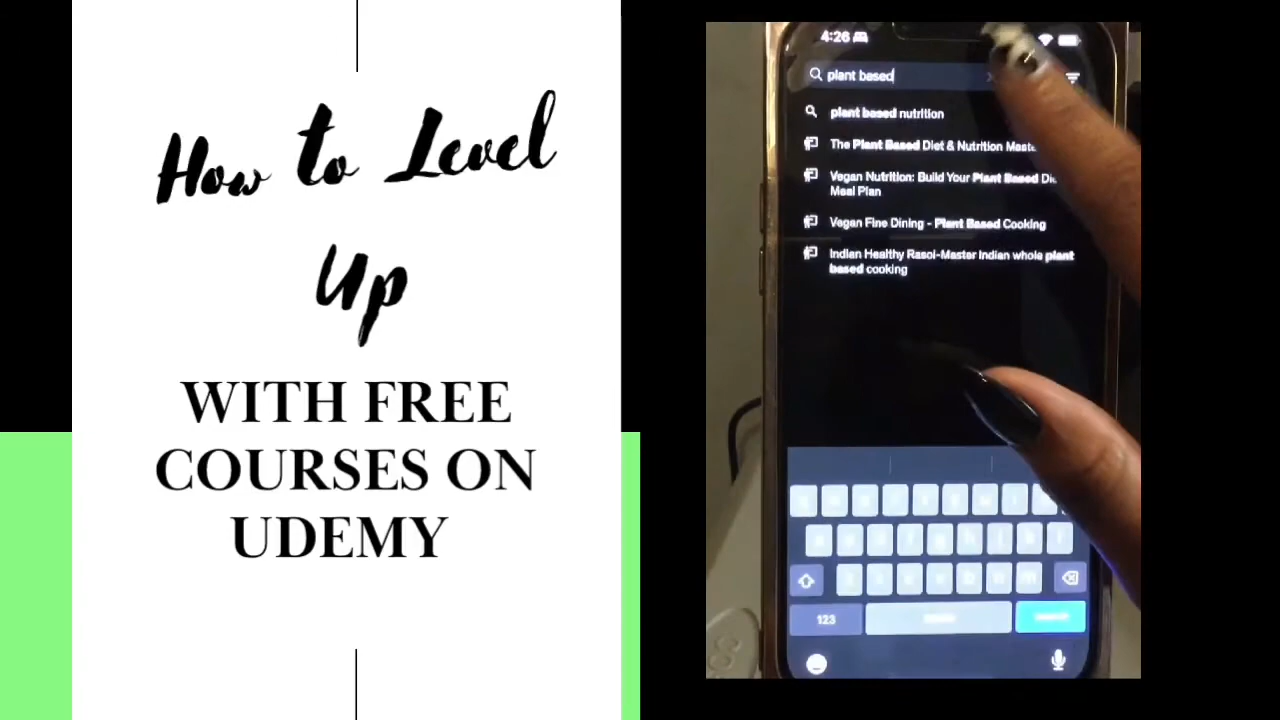 How to Level
Up
WITH FREE
COURSES ON
UDEMY
4:26
plant based
plant based nutrition
The Plant Based Diet & Nutrition
Vegan Nutrition: Build Your Plant Based
Meal Plan
Vegan Fine Dining - Plant Based Cooking
Indian Healthy Rasoi-Master Indian whole plant
based cooking
123